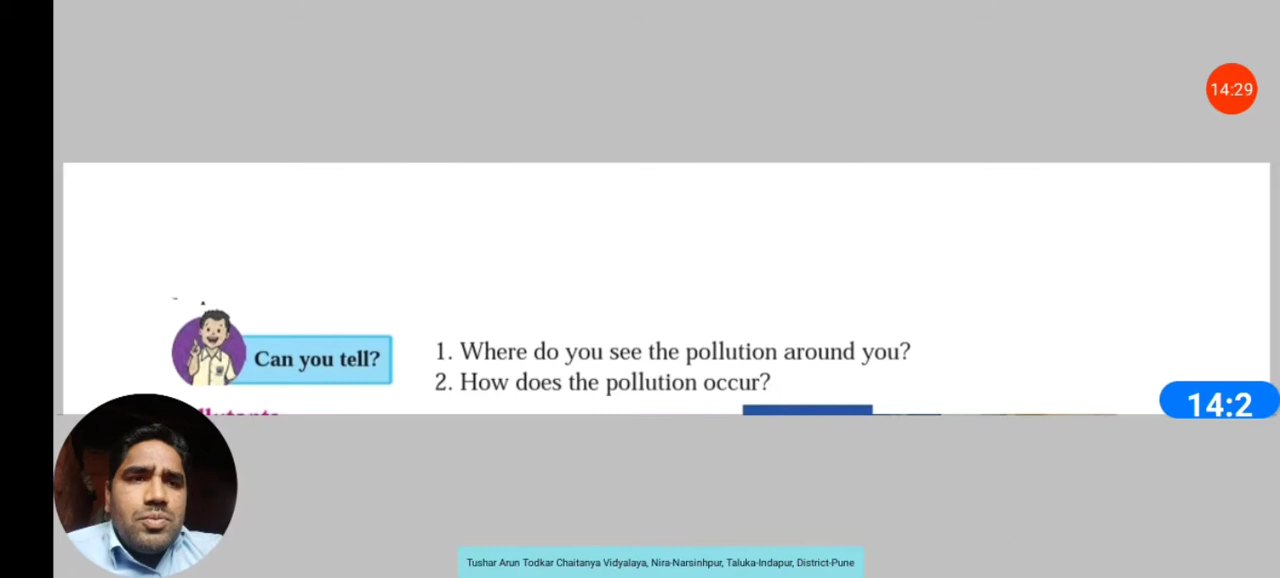 14:29
Can you tell?
1. Where do you see the pollution around you?
2. How does the pollution occur?
14:2
Tushar Arun Todkar Chaitanya Vidyalaya, Nira-Narsinhpur, Taluka-Indapur, District-Pune